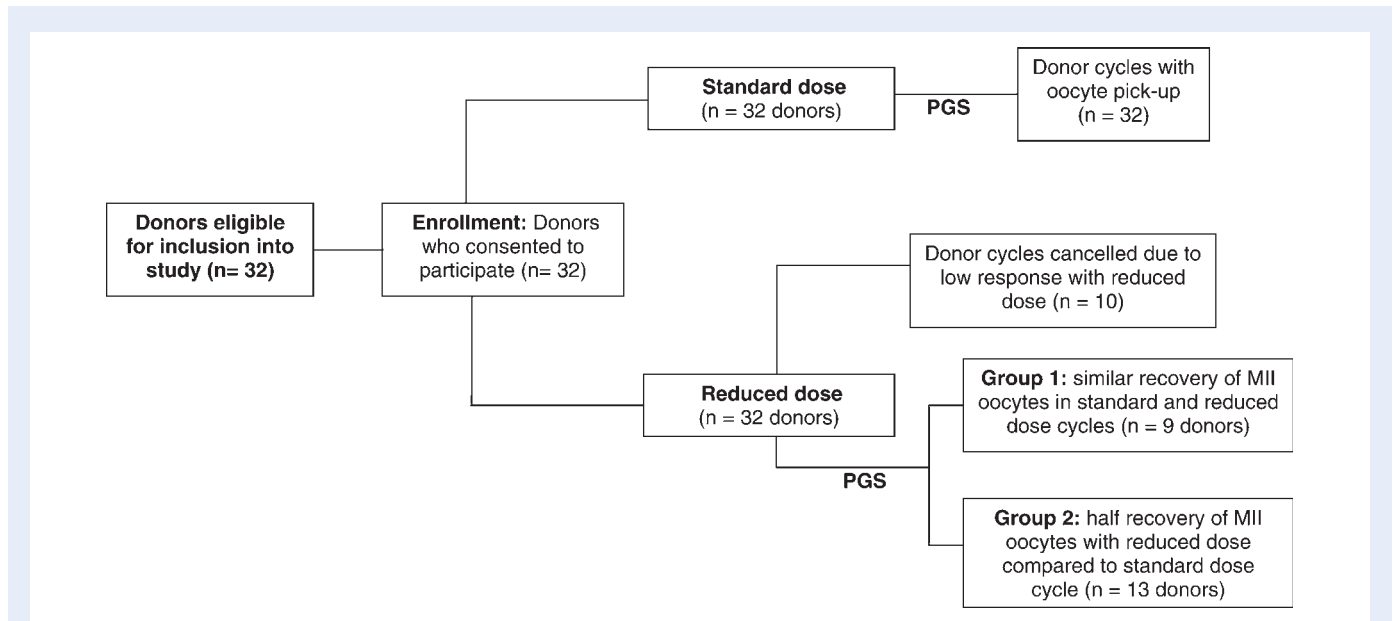 Standard dose
(n = 32 donors)
PGS
Donor cycles with
oocyte pick-up
(n = 32)
Donors eligible
for inclusion into
study (n= 32)
Enrollment: Donors
who consented to
participate (n= 32)
Donor cycles cancelled due to
low response with reduced
dose (n = 10)
Reduced dose
(n = 32 donors)
PGS
Group 1: similar recovery of MII
oocytes in standard and reduced
dose cycles (n = 9 donors)
Group 2: half recovery of MII
oocytes with reduced dose
compared to standard dose
cycle (n = 13 donors)